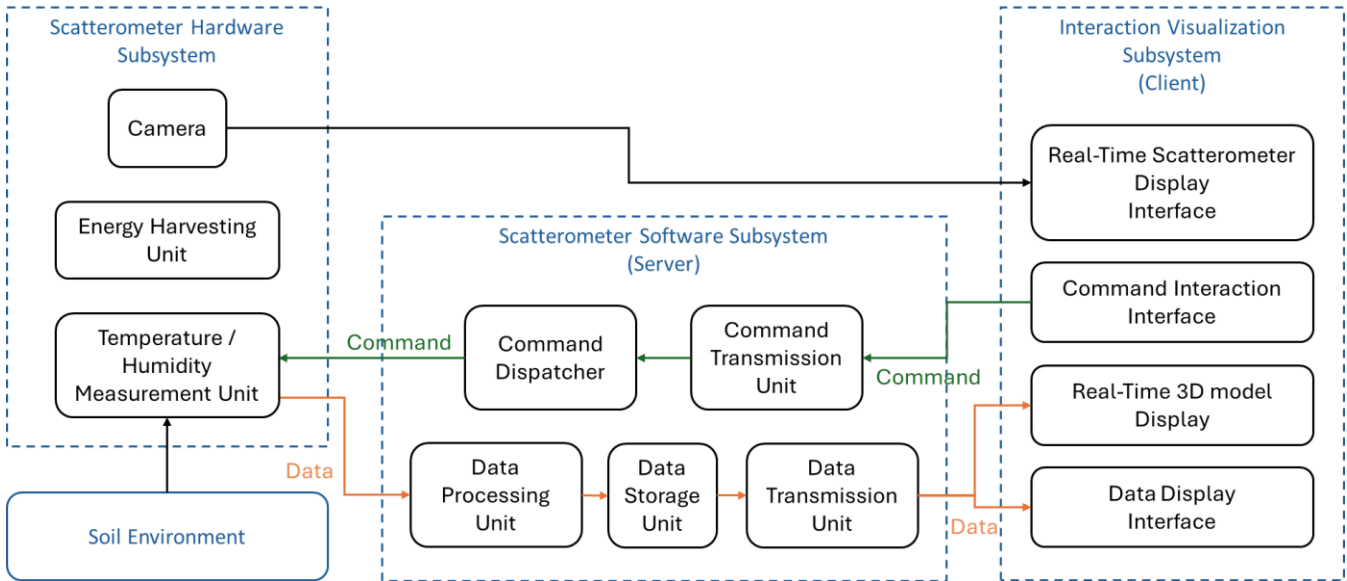 Scatterometer Hardware
Subsystem
Camera
Energy Harvesting
Unit
Temperature /
Humidity
Measurement Unit
Soil Environment
Scatterometer Software Subsystem
(Server)
Command
Command
Dispatcher
Command
Transmission
Unit
Command
Data
Data
Processing
Unit
Data
Storage
Unit
Data
Transmission
Unit
Data
Interaction Visualization
Subsystem
(Client)
Real-Time Scatterometer
Display
Interface
Command Interaction
Interface
Real-Time 3D model
Display
Data Display
Interface